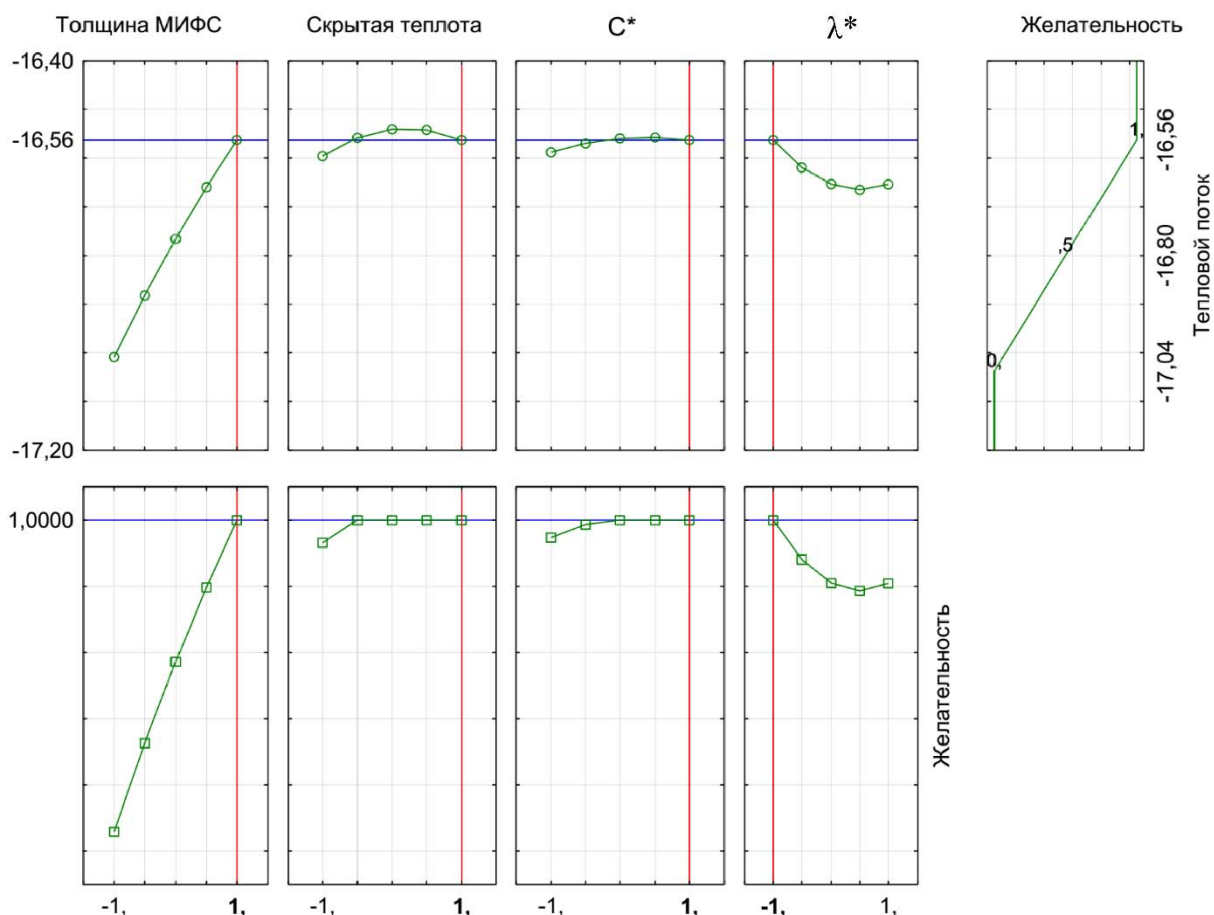 Толщина МИФС
Скрытая теплота
C*
λ*
Желательность
-16,40
-16,56
-17,20
1,
,5
0,
-16,56
-16,80
-17,04
Тепловой поток
1,0000
Желательность
-1,
1,
-1,
1,
-1,
1,
-1,
1,